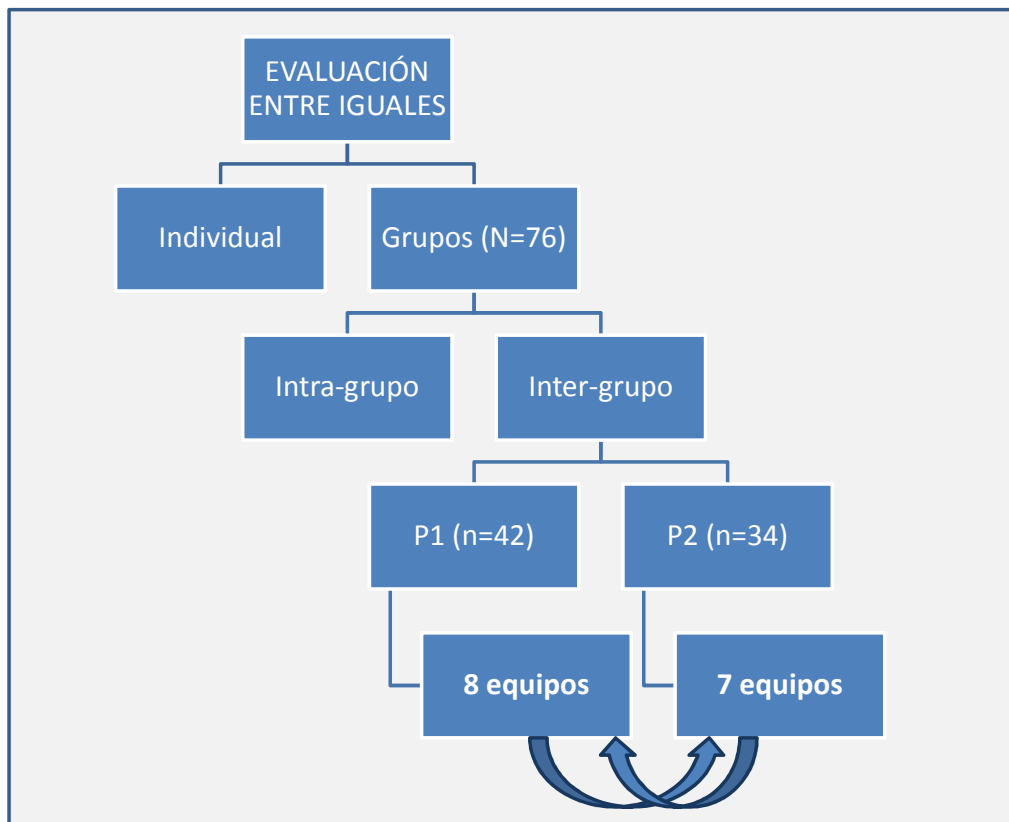 EVALUACIÓN
ENTRE IGUALES
Individual
Grupos (N=76)
Intra-grupo
Inter-grupo
P1 (n=42)
P2 (n=34)
8 equipos
7 equipos